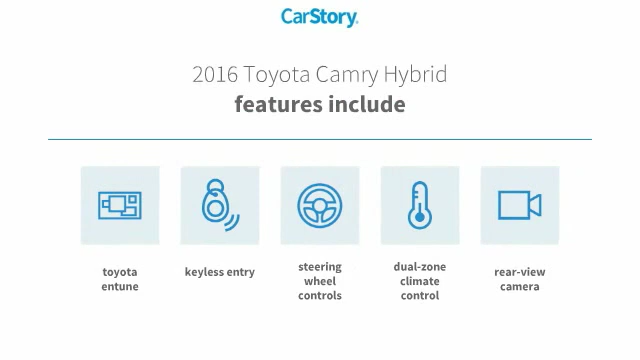 CarStory.
2016 Toyota Camry Hybrid
features include
toyota
entune
keyless entry
steering
wheel
controls
dual-zone
climate
control
rear-view
camera